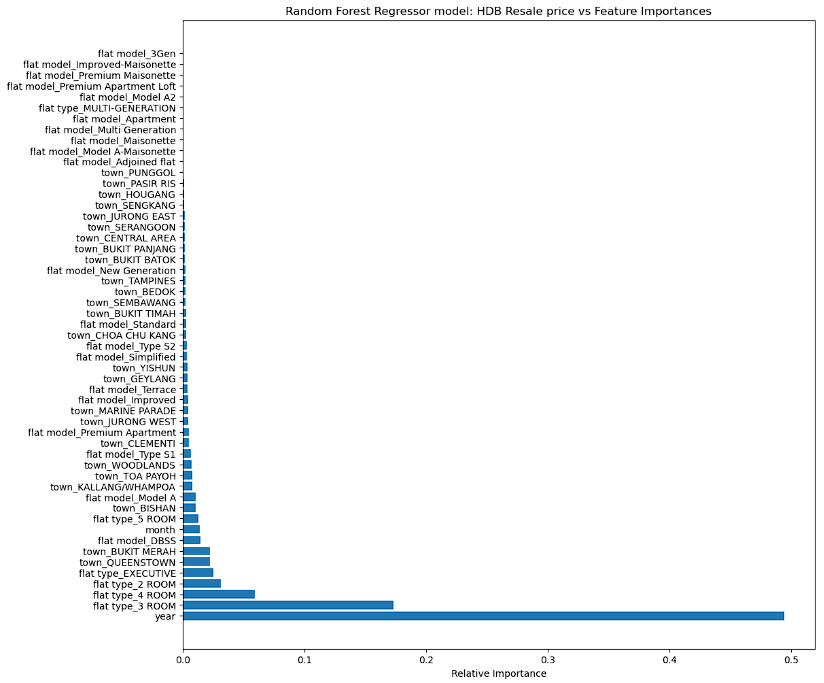 Random Forest Regressor model: HDB Resale price vs Feature Importances
flat model_3Gen
flat model_Improved-Maisonette
flat model_Premium Maisonette
flat model_Premium Apartment Loft
flat model_Model A2
flat type_MULTI-GENERATION
flat model_Apartment
flat model_Multi Generation
flat model_Maisonette
flat model_Model A-Maisonette
flat model_Adjoined flat
town_PUNGGOL
town_PASIR RIS
town_HOUGANG
town_SENGKANG
town_JURONG EAST
town_SERANGOON
town_CENTRAL AREA
town_BUKIT PANJANG
town_BUKIT BATOK
flat model_New Generation
town_TAMPINES
town_BEDOK
town_SEMBAWANG
town_BUKIT TIMAH
flat model_Standard
town_CHOA CHU KANG
flat model_Type S2
flat model_Simplified
town_YISHUN
town_GEYLANG
flat model_Terrace
flat model_Improved
town_MARINE PARADE
town_JURONG WEST
flat model_Premium Apartment
town_CLEMENTI
flat model_Type S1
town_WOODLANDS
town_TOA PAYOH
town_KALLANG/WHAMPOA
flat model_Model A
town_BISHAN
flat type_5 ROOM
month
flat model_DBSS
town_BUKIT MERAH
town_QUEENSTOWN
flat type_EXECUTIVE
flat type_2 ROOM
flat type_4 ROOM
flat type_3 ROOM
year
0.0 0.1 0.2 0.3 0.4 0.5
Relative Importance